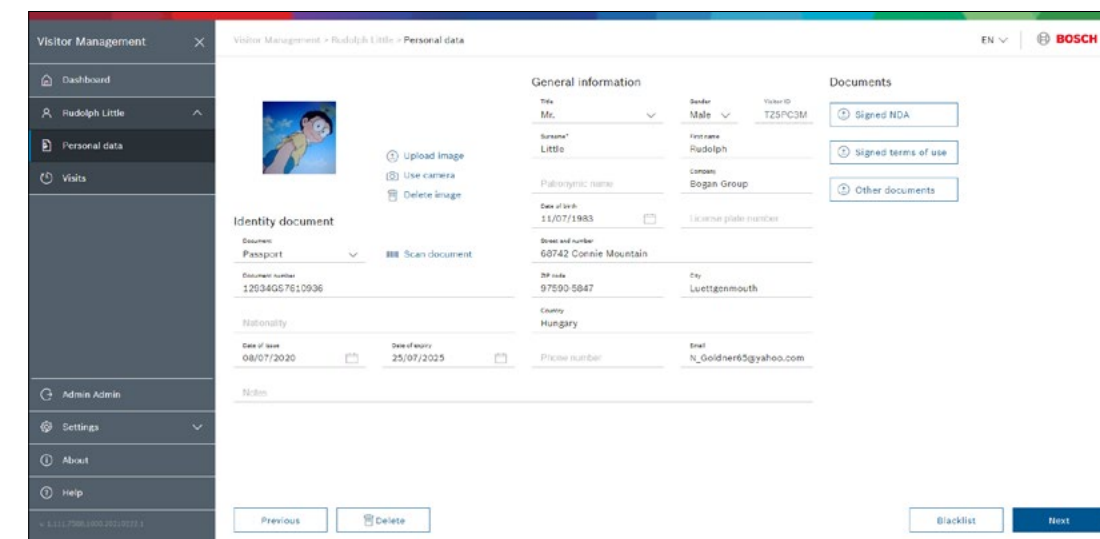 Visitor Management
Visitor Management > Rudolph Little > Personal data
EN
BOSCH
Dashboard
Rudolph Little
Personal data
Visits
Admin Admin
Settings
About
Help
Upload image
Use camera
Delete image
Identity document
Document
Passport
Scan document
Document number
Nationality
Date of issue
08/07/2020
Date of expiry
25/07/2025
Notes
General information
Title
Mr.
Gender
Male
Visitor ID
TZ5PC3M
Surname*
Little
First name
Rudolph
Patronymic name
Company
Bogan Group
Date of birth
11/07/1983
License plate number
Street and number
68742 Connie Mountain
ZIP code
97590-5847
City
Luettgenmouth
Country
Hungary
Phone number
Email
N_Goldner65@yahoo.com
Documents
Signed NDA
Signed terms of use
Other documents
Previous
Delete
Blacklist
Next